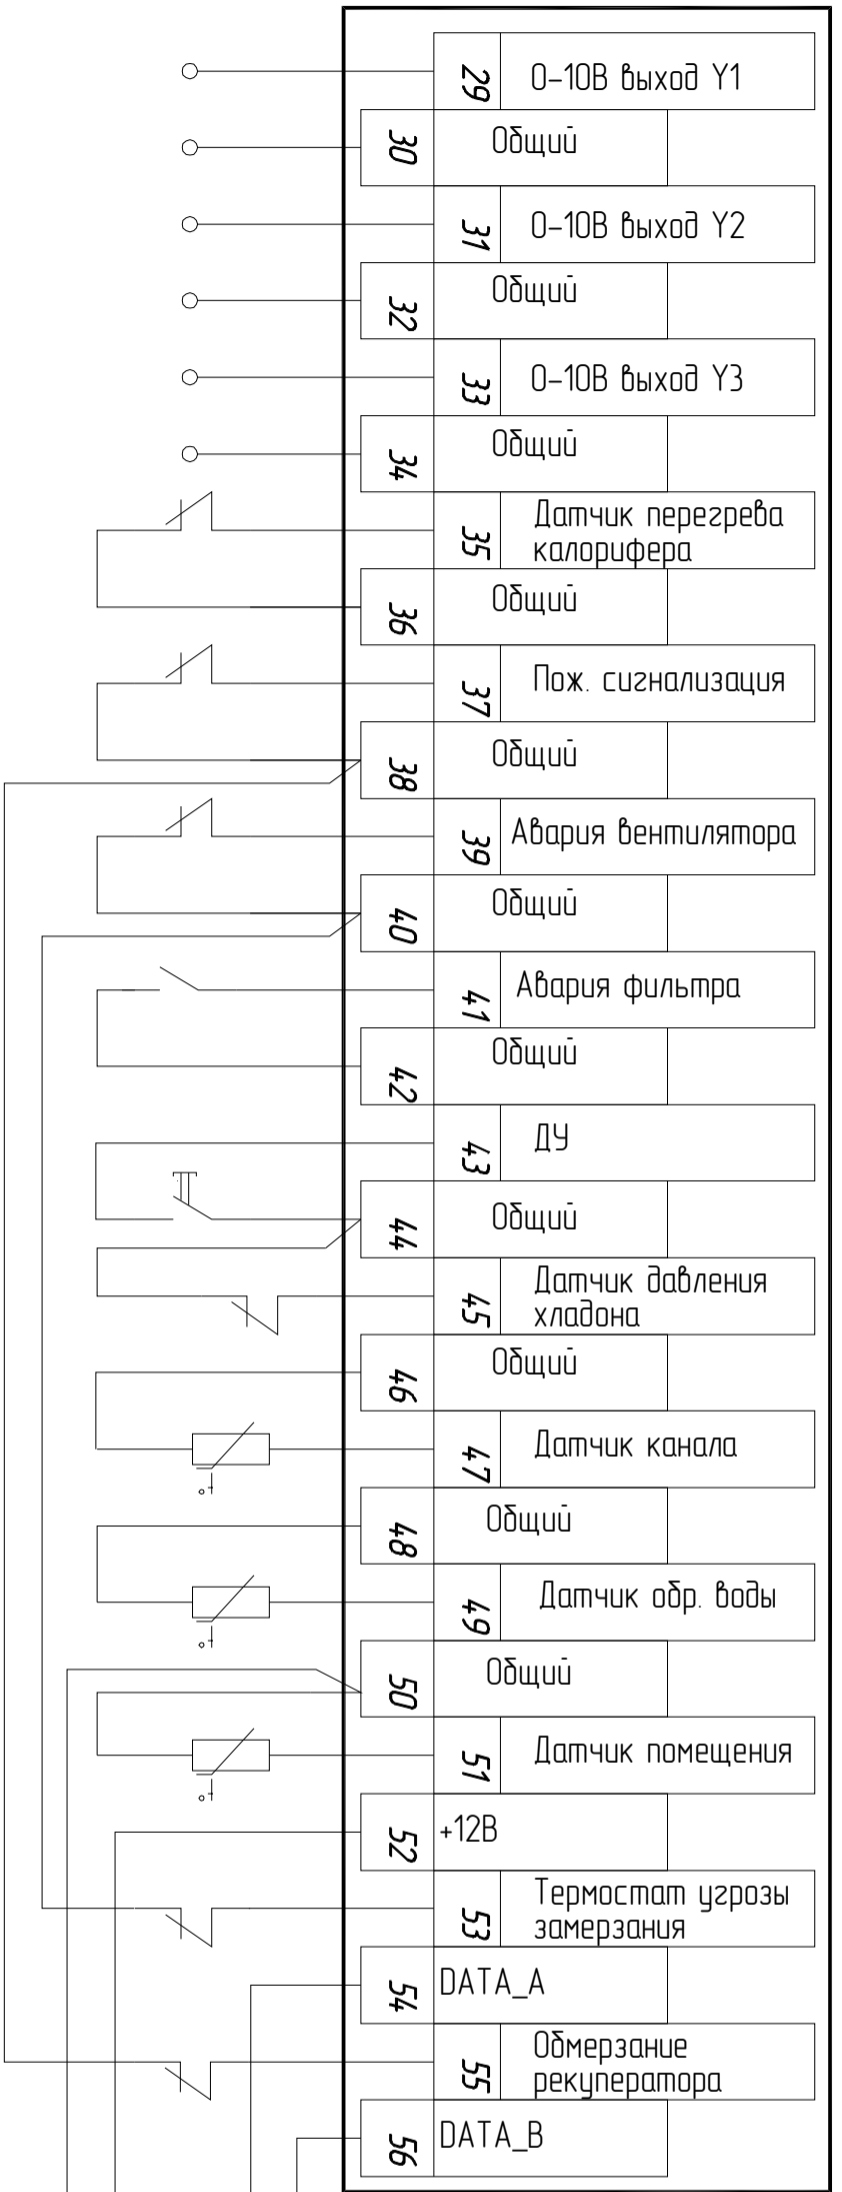 29 0-10В выход Y1
30 Общий
31 0-10В выход Y2
32 Общий
33 0-10В выход Y3
34 Общий
35 Датчик перегрева
калорифера
36 Общий
37 Пож. сигнализация
38 Общий
39 Авария вентилятора
40 Общий
41 Авария фильтра
42 Общий
43 ДУ
44 Общий
45 Датчик давления
хладона
46 Общий
47 Датчик канала
48 Общий
49 Датчик обр. воды
50 Общий
51 Датчик помещения
52 +12В
53 Термостат угрозы
замерзания
54 DATA_A
55 Обмерзание
рекуператора
56 DATA_B